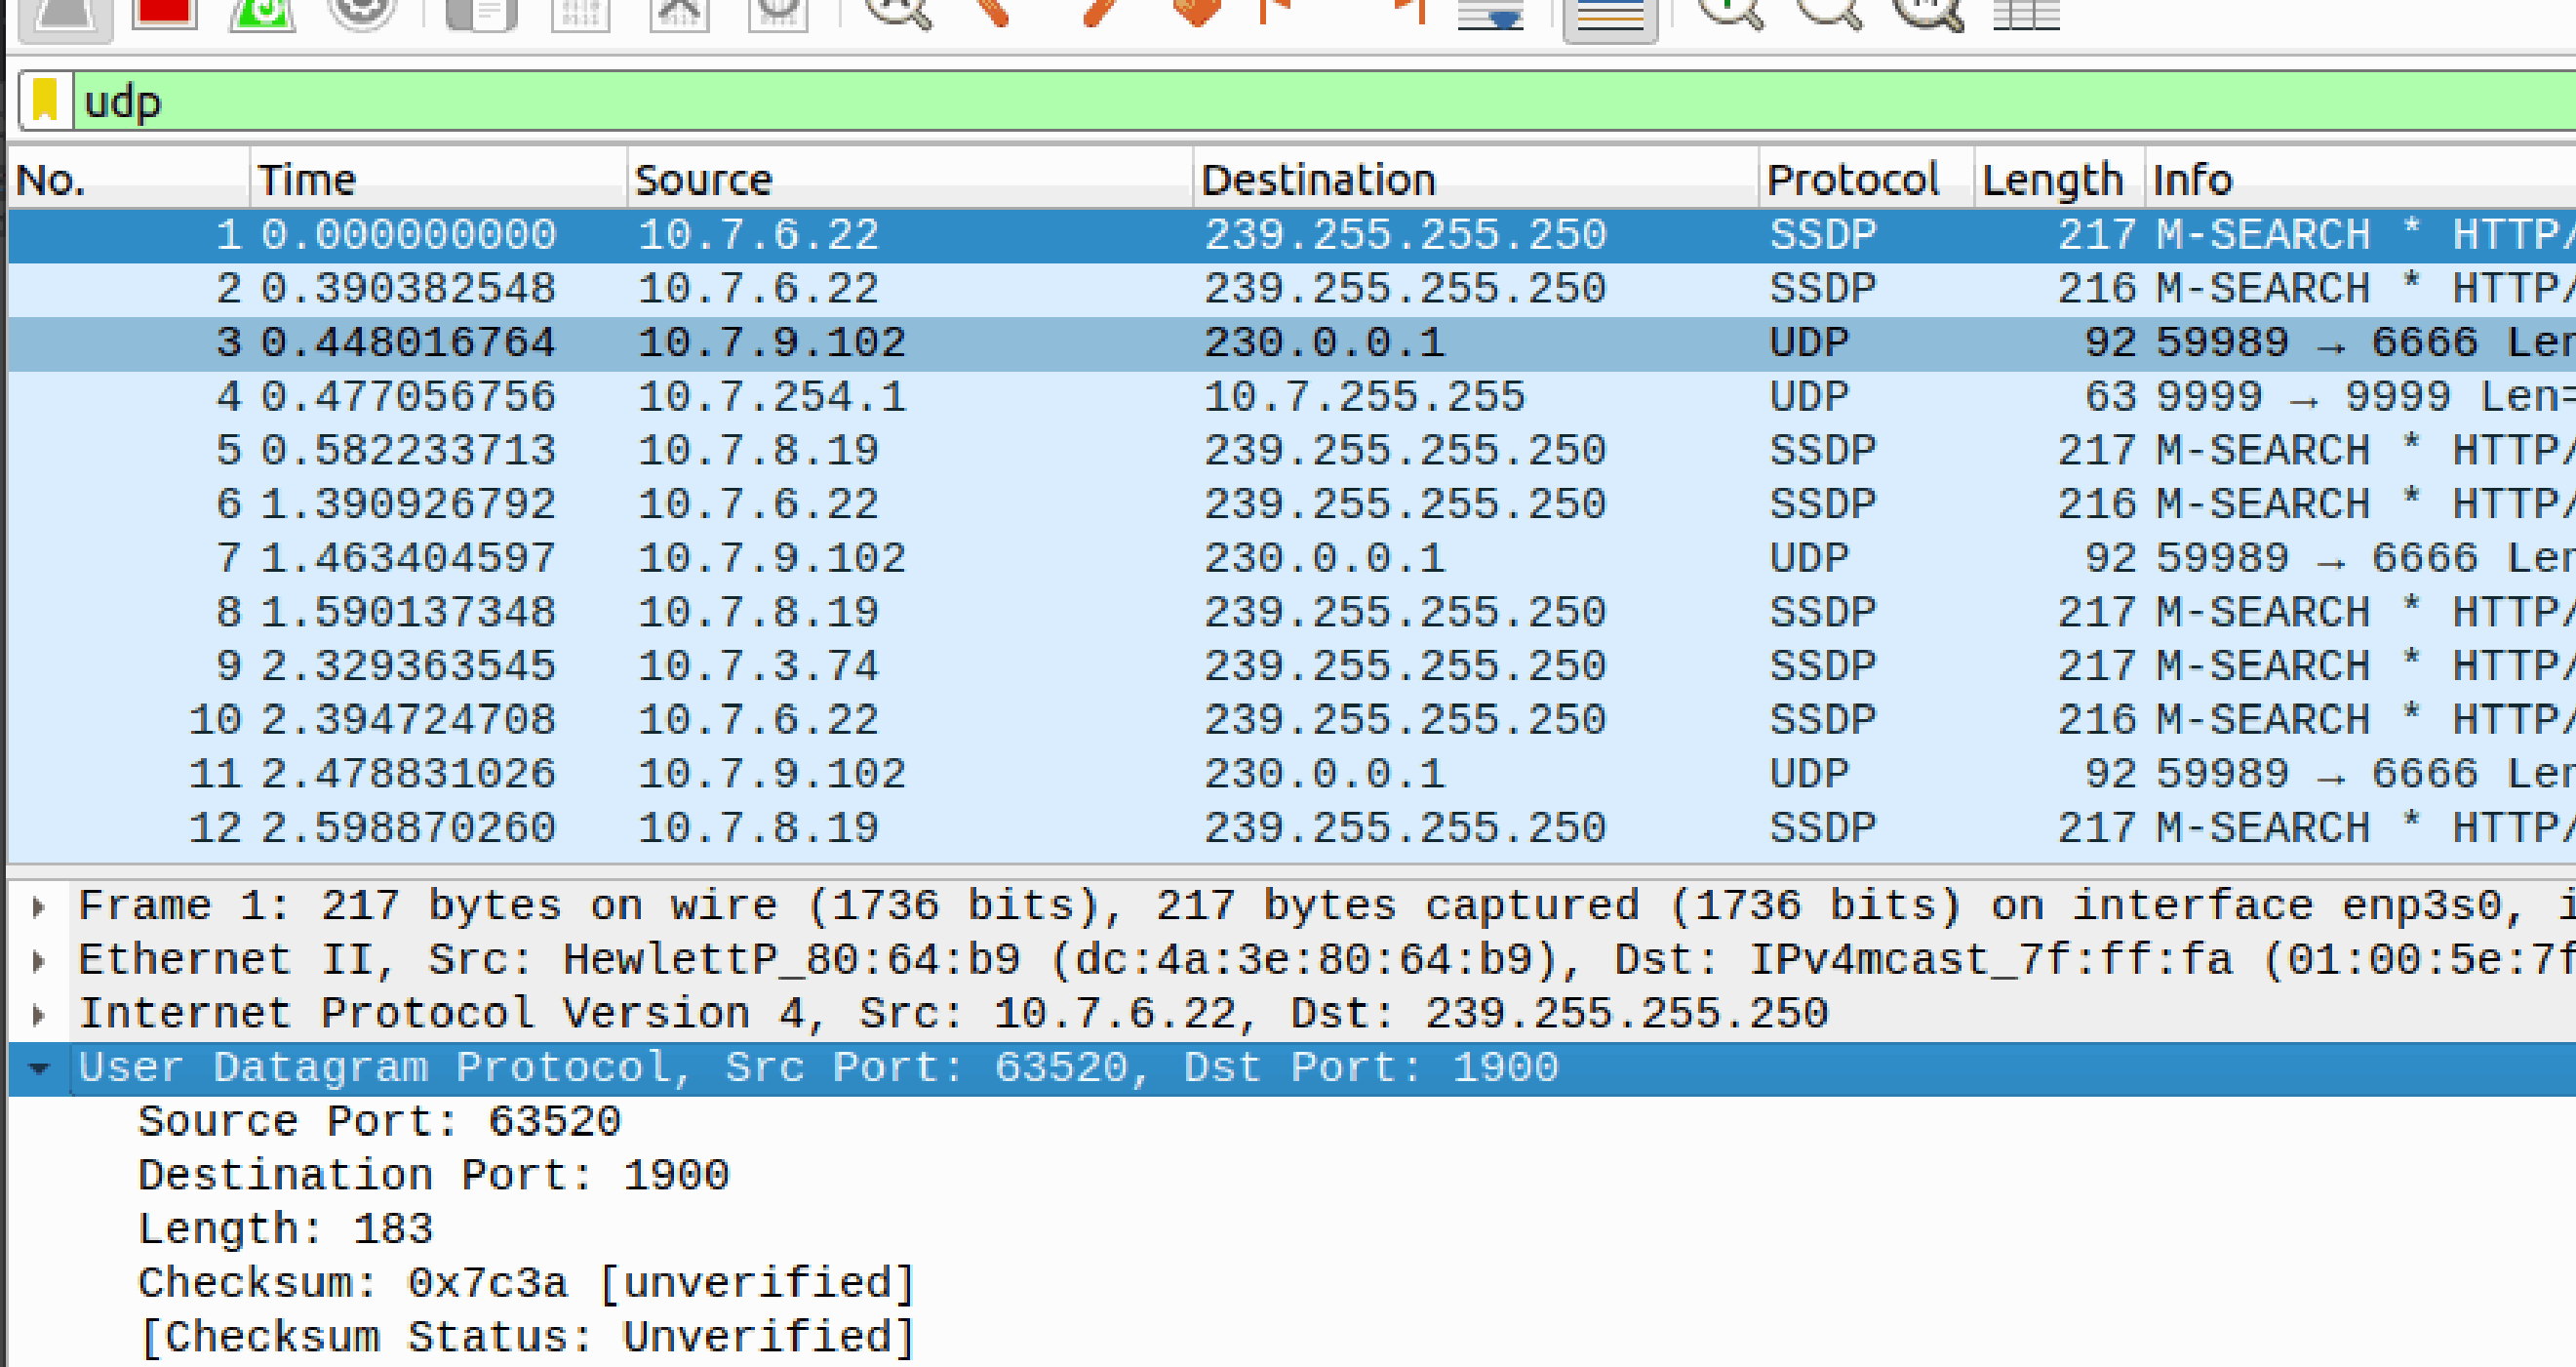 udp
No. Time Source Destination Protocol Length Info
1 0.000000000 10.7.6.22 239.255.255.250 SSDP 217 M-SEARCH * HTTP/
2 0.390382548 10.7.6.22 239.255.255.250 SSDP 216 M-SEARCH * HTTP/
3 0.448016764 10.7.9.102 230.0.0.1 UDP 92 59989 → 6666 Len
4 0.477056756 10.7.254.1 10.7.255.255 UDP 63 9999 → 9999 Len=
5 0.582233713 10.7.8.19 239.255.255.250 SSDP 217 M-SEARCH * HTTP/
6 1.390926792 10.7.6.22 239.255.255.250 SSDP 216 M-SEARCH * HTTP/
7 1.463404597 10.7.9.102 230.0.0.1 UDP 92 59989 → 6666 Len
8 1.590137348 10.7.8.19 239.255.255.250 SSDP 217 M-SEARCH * HTTP/
9 2.329363545 10.7.3.74 239.255.255.250 SSDP 217 M-SEARCH * HTTP/
10 2.394724708 10.7.6.22 239.255.255.250 SSDP 216 M-SEARCH * HTTP/
11 2.478831026 10.7.9.102 230.0.0.1 UDP 92 59989 → 6666 Len
12 2.598870260 10.7.8.19 239.255.255.250 SSDP 217 M-SEARCH * HTTP/
Frame 1: 217 bytes on wire (1736 bits), 217 bytes captured (1736 bits) on interface enp3s0, i
Ethernet II, Src: HewlettP_80:64:b9 (dc:4a:3e:80:64:b9), Dst: IPv4mcast_7f:ff:fa (01:00:5e:7f
Internet Protocol Version 4, Src: 10.7.6.22, Dst: 239.255.255.250
User Datagram Protocol, Src Port: 63520, Dst Port: 1900
Source Port: 63520
Destination Port: 1900
Length: 183
Checksum: 0x7c3a [unverified]
[Checksum Status: Unverified]